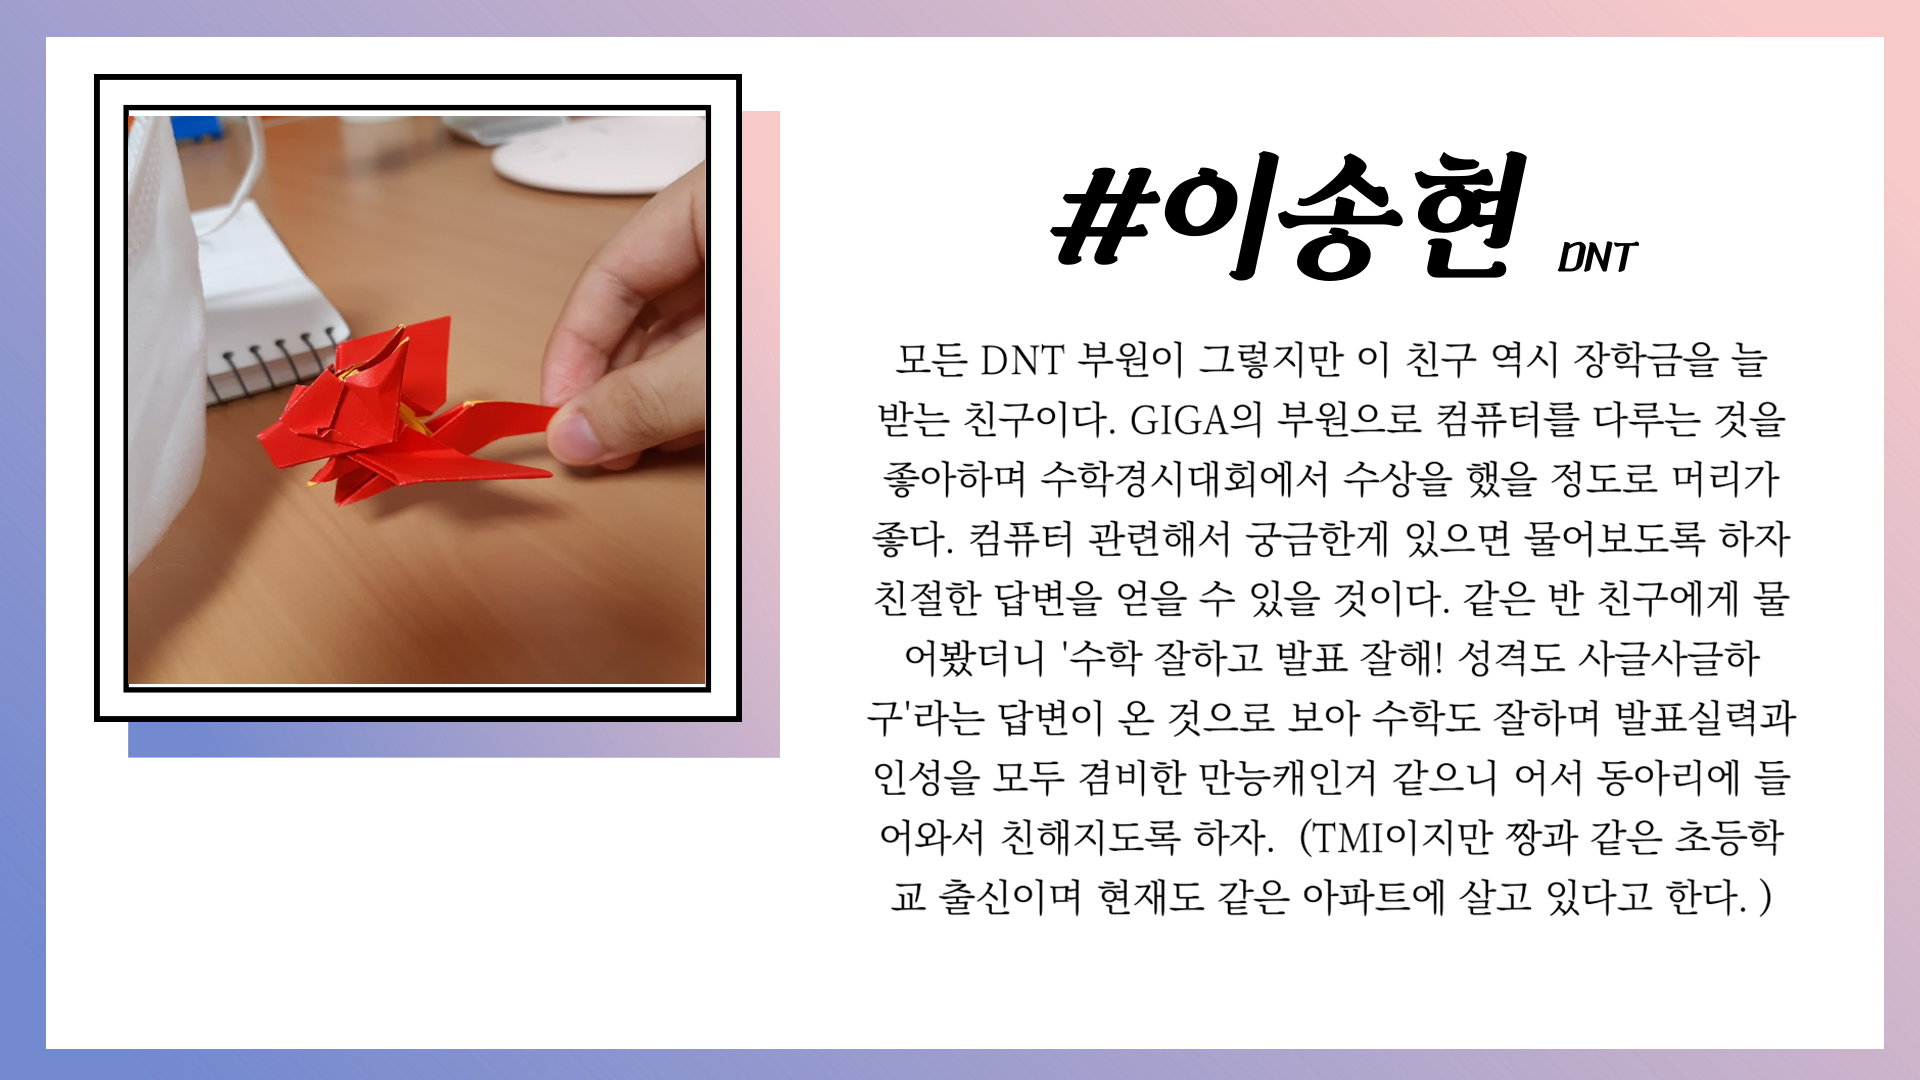 #이송현 DNT
모든 DNT 부원이 그렇지만 이 친구 역시 장학금을 늘
받는 친구이다. GIGA의 부원으로 컴퓨터를 다루는 것을
좋아하며 수학경시대회에서 수상을 했을 정도로 머리가
좋다. 컴퓨터 관련해서 궁금한게 있으면 물어보도록 하자
친절한 답변을 얻을 수 있을 것이다. 같은 반 친구에게 물
어봤더니 '수학 잘하고 발표 잘해! 성격도 사글사글하
구'라는 답변이 온 것으로 보아 수학도 잘하며 발표실력과
인성을 모두 겸비한 만능캐인거 같으니 어서 동아리에 들
어와서 친해지도록 하자.  (TMI이지만 짱과 같은 초등학
교 출신이며 현재도 같은 아파트에 살고 있다고 한다. )